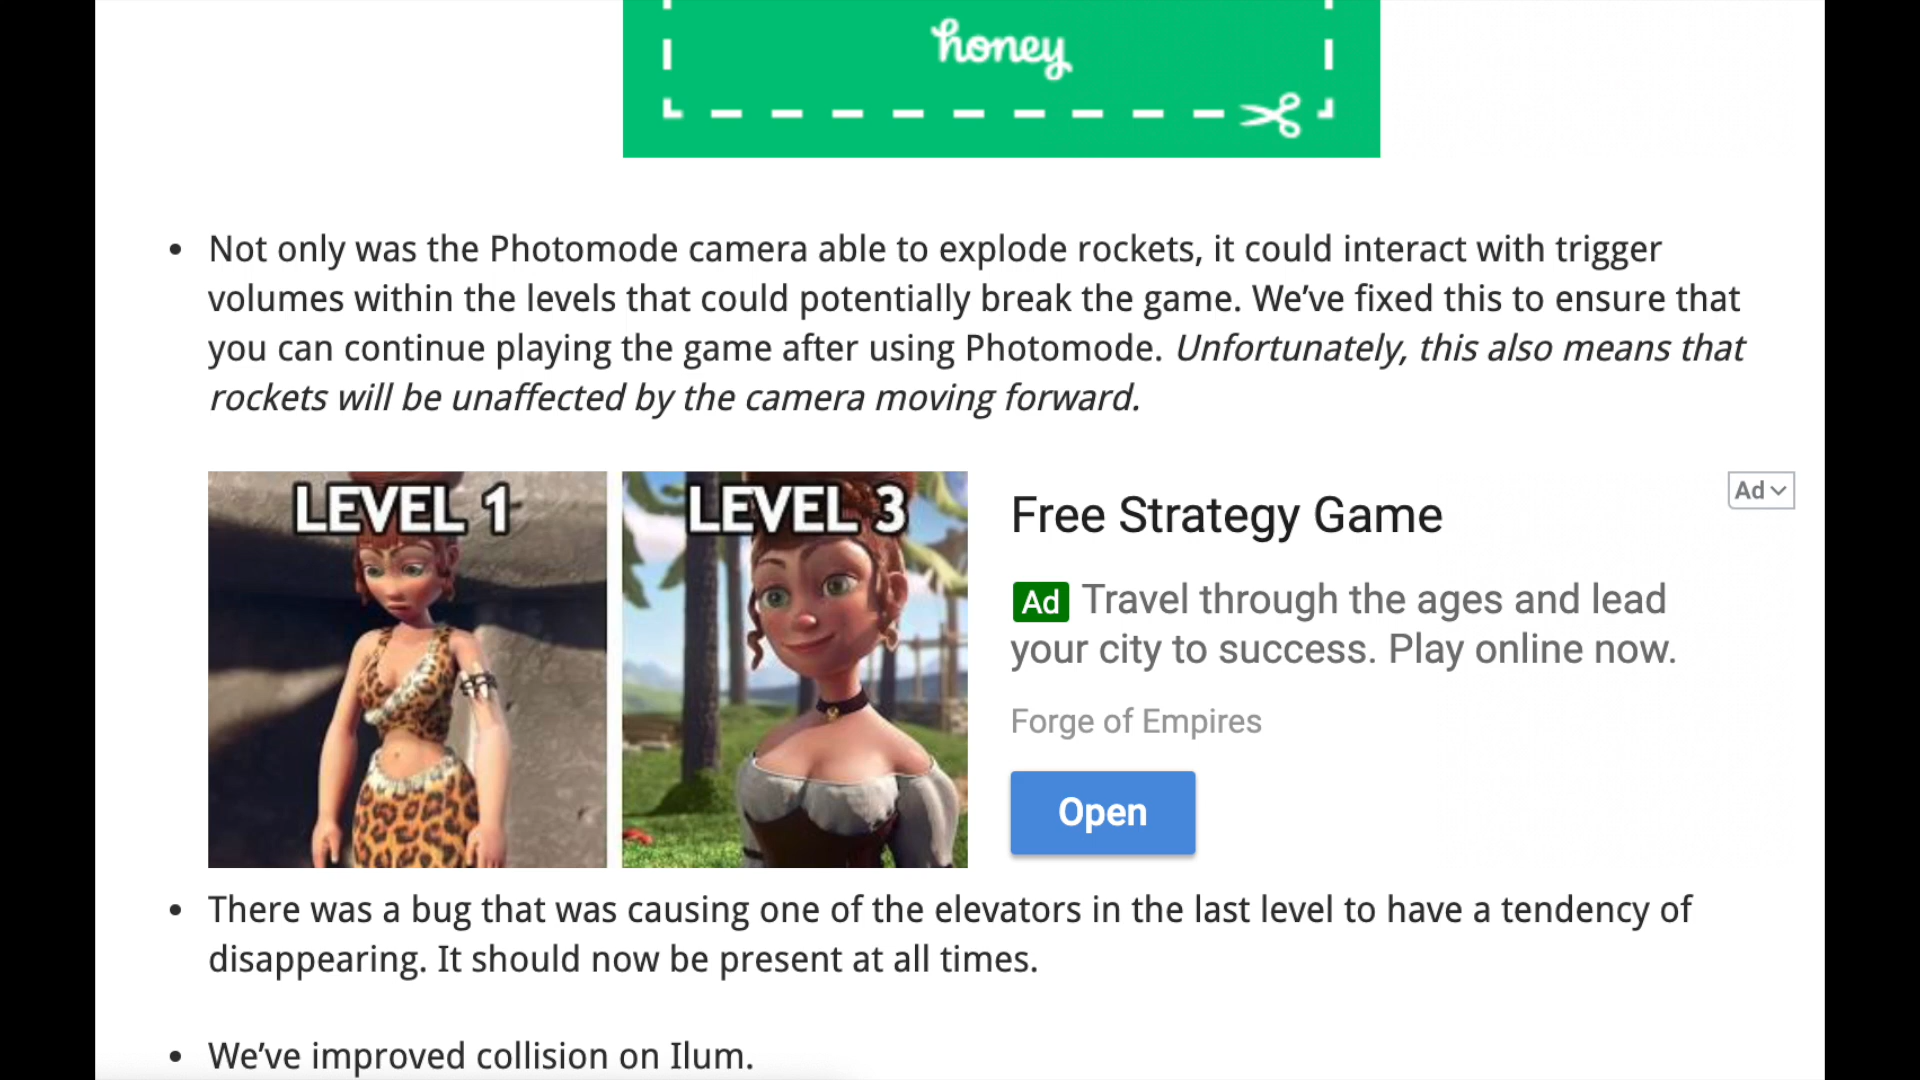 honey
• Not only was the Photomode camera able to explode rockets, it could interact with trigger
volumes within the levels that could potentially break the game. We’ve fixed this to ensure that
you can continue playing the game after using Photomode. Unfortunately, this also means that
rockets will be unaffected by the camera moving forward.
LEVEL 1
LEVEL 3
Free Strategy Game
Ad
Ad Travel through the ages and lead
your city to success. Play online now.
Forge of Empires
Open
• There was a bug that was causing one of the elevators in the last level to have a tendency of
disappearing. It should now be present at all times.
• We’ve improved collision on Ilum.